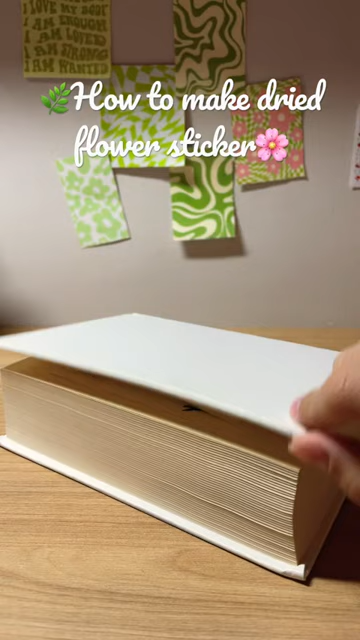 I LOVE MY BODY
I AM ENOUGH
I AM LOVED
I AM STRONG
I AM WANTED
🌿How to make dried
flower sticker🌸